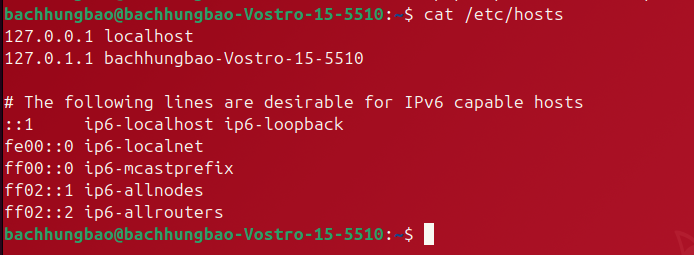 bachhungbao@bachhungbao-Vostro-15-5510:~$ cat /etc/hosts
127.0.0.1 localhost
127.0.1.1 bachhungbao-Vostro-15-5510
# The following lines are desirable for IPv6 capable hosts
::1     ip6-localhost ip6-loopback
fe00::0 ip6-localnet
ff00::0 ip6-mcastprefix
ff02::1 ip6-allnodes
ff02::2 ip6-allrouters
bachhungbao@bachhungbao-Vostro-15-5510:~$